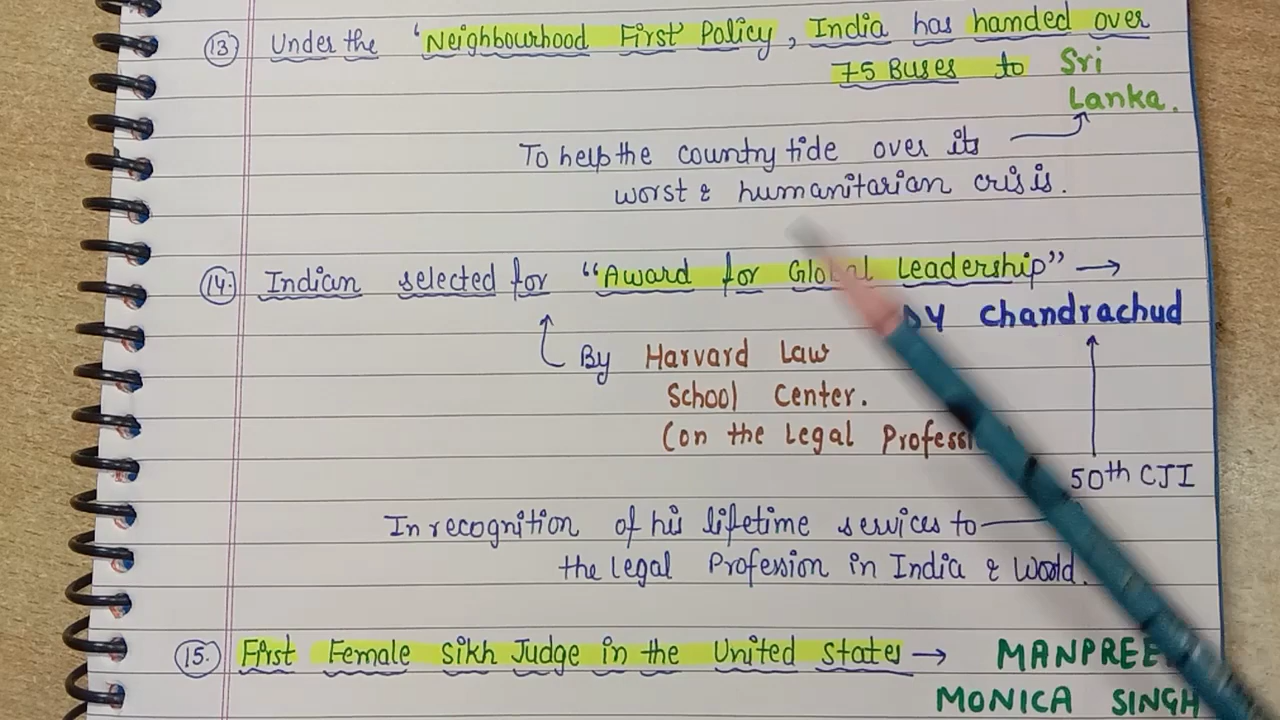 (13) Under the 'Neighbourhood First' Policy, India has handed over
75 Buses to Sri
Lanka.
To help the country tide over its
worst & humanitarian crisis.
(14.) Indian selected for "Award for Global Leadership" →
DY Chandrachud
By Harvard Law
School Center.
(on the Legal
50th CJI
In recognition of his lifetime services to
the Legal Profession in India & World.
(15.) First Female Sikh Judge in the United States →
MONICA SINGH